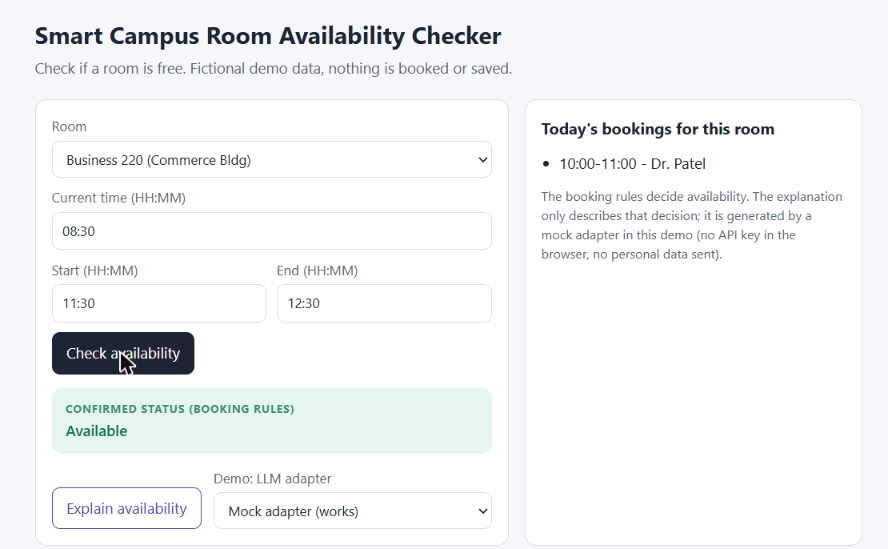 Smart Campus Room Availability Checker
Check if a room is free. Fictional demo data, nothing is booked or saved.
Room
Business 220 (Commerce Bldg)
Current time (HH:MM)
08:30
Start (HH:MM)
End (HH:MM)
11:30
12:30
Check availability
CONFIRMED STATUS (BOOKING RULES)
Available
Demo: LLM adapter
Explain availability
Mock adapter (works)
Today's bookings for this room
10:00-11:00 - Dr. Patel
The booking rules decide availability. The explanation
only describes that decision; it is generated by a
mock adapter in this demo (no API key in the
browser, no personal data sent).